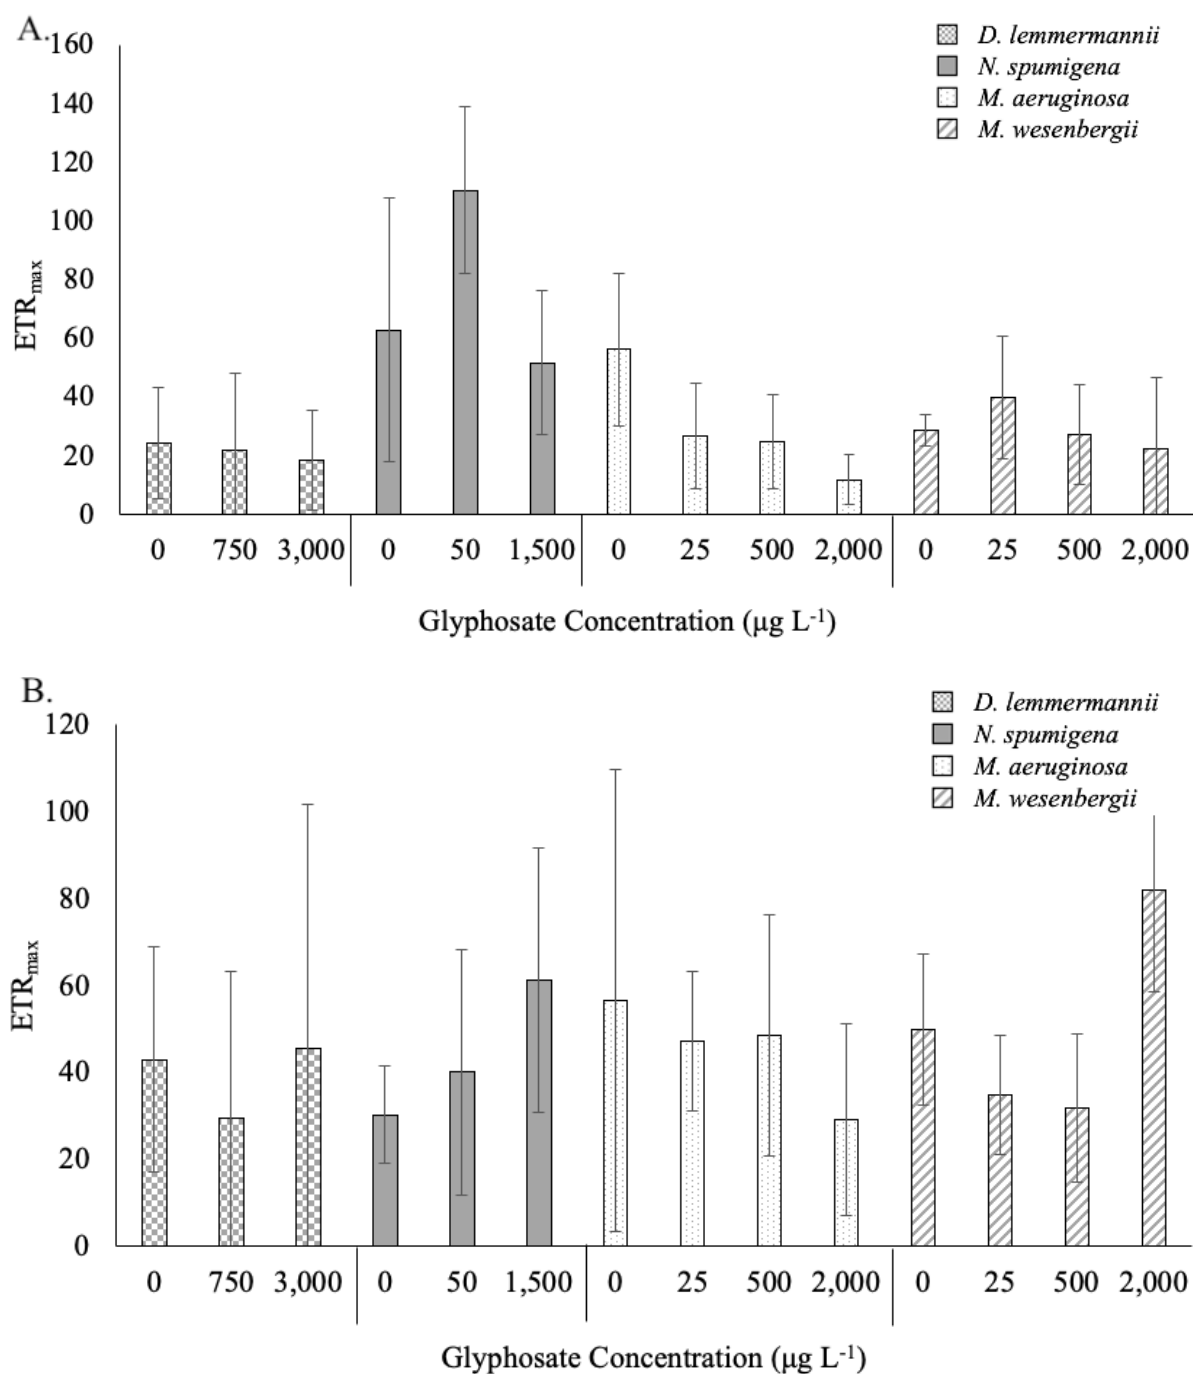 A.
160
140
120
100
80
60
40
20
0
ETRmax
D. lemmermannii
N. spumigena
M. aeruginosa
M. wesenbergii
0 750 3,000 0 50 1,500 0 25 500 2,000 0 25 500 2,000
Glyphosate Concentration (μg L-1)
B.
120
100
80
60
40
20
0
ETRmax
D. lemmermannii
N. spumigena
M. aeruginosa
M. wesenbergii
0 750 3,000 0 50 1,500 0 25 500 2,000 0 25 500 2,000
Glyphosate Concentration (μg L-1)